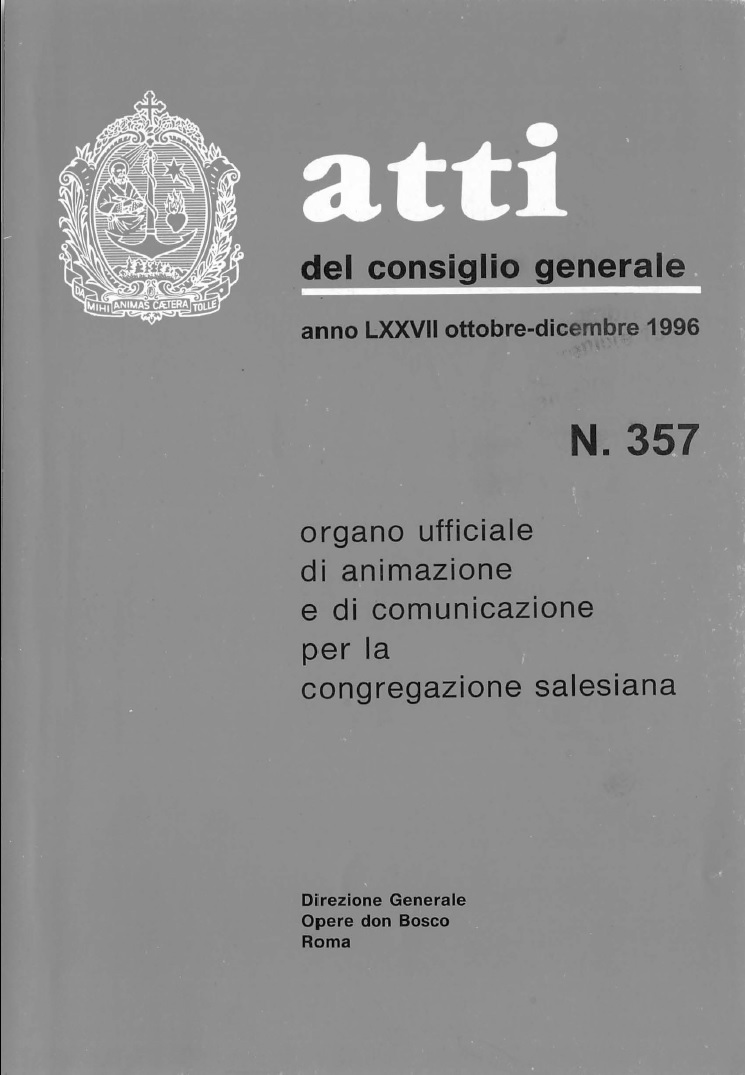 atti
del consiglio generale
anno LXXVII ottobre-dicembre 1996
N. 357
organo ufficiale
di animazione
e di comunicazione
per la
congregazione salesiana
Direzione Generale
Opere don Bosco
Roma
DA MIHI ANIMAS CÆTERA TOLLE